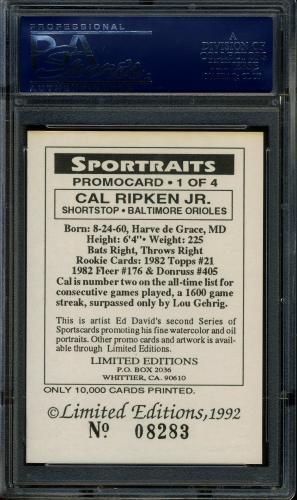 PSA
A
DIVISION OF
SPORTRAITS
PROMOCARD • 1 OF 4
CAL RIPKEN JR.
SHORTSTOP • BALTIMORE ORIOLES
Born: 8-24-60, Harve de Grace, MD
Height: 6'4" • Weight: 225
Bats Right, Throws Right
Rookie Cards: 1982 Topps #21
1982 Fleer #176 & Donruss #405
Cal is number two on the all-time list for
consecutive games played, a 1600 game
streak, surpassed only by Lou Gehrig.
This is artist Ed David's second Series of
Sportscards promoting his fine watercolor and oil
portraits. Other promo cards and artwork is
available through Limited Editions.
LIMITED EDITIONS
P.O. BOX 2036
WHITTIER, CA. 90610
ONLY 10,000 CARDS PRINTED.
©Limited Editions, 1992
No. 08283